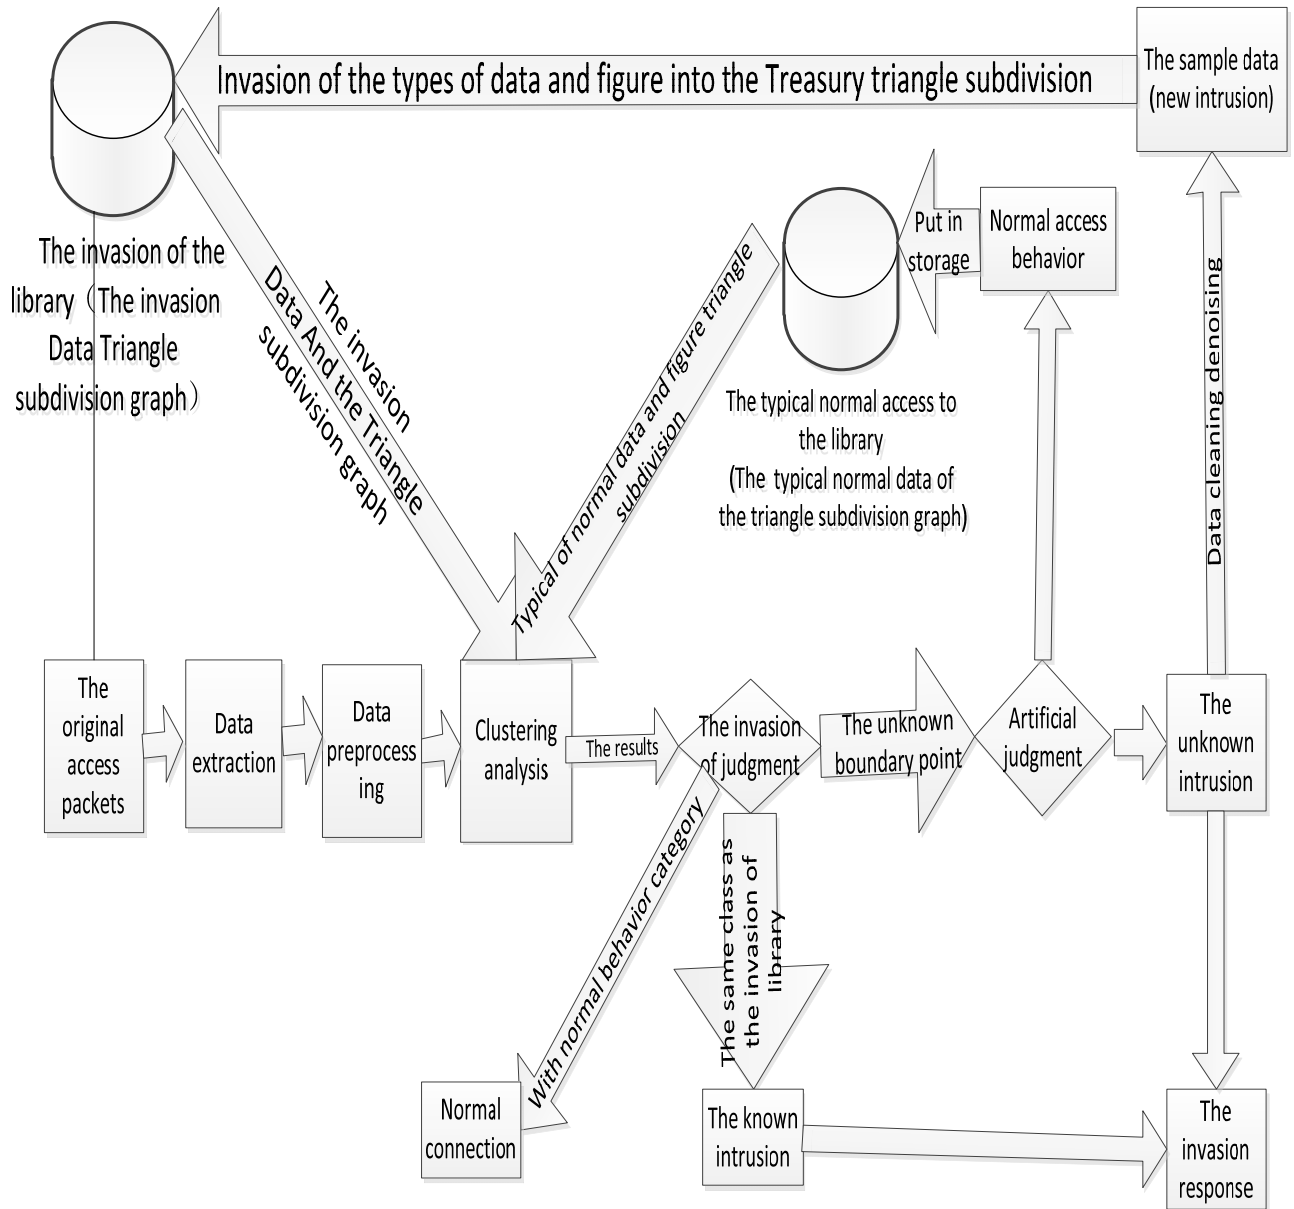 Invasion of the types of data and figure into the Treasury triangle subdivision
The sample data
(new intrusion)
Put in
storage
Normal access
behavior
The invasion of the
library（The invasion
Data Triangle
subdivision graph）
The invasion
Data And the Triangle
subdivision graph
Typical of normal data and figure triangle
subdivision
The typical normal access to
the library
(The typical normal data of
the triangle subdivision graph)
Data cleaning denoising
The
original
access
packets
Data
extraction
Data
preprocess
ing
Clustering
analysis
The results
The invasion
of judgment
The unknown
boundary point
Artificial
judgment
The
unknown
intrusion
With normal behavior category
The same class as
the invasion of
library
Normal
connection
The known
intrusion
The
invasion
response